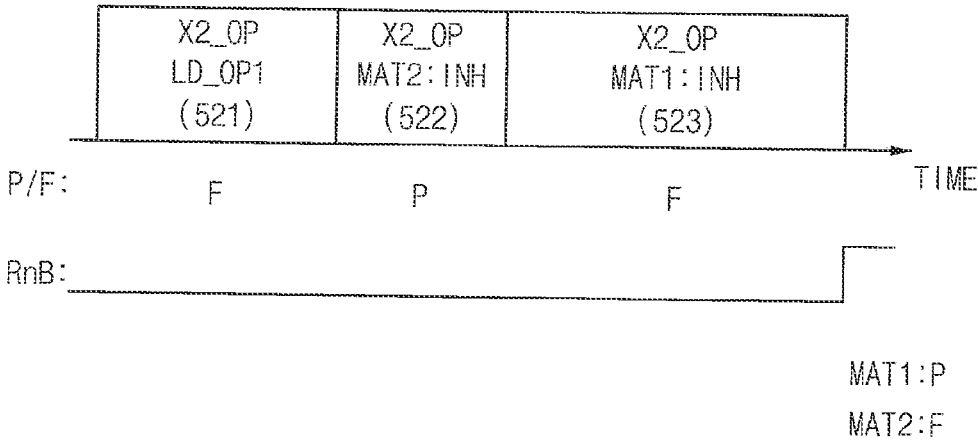 X2_OP X2_OP X2_OP
LD_OP1 MAT2:INH MAT1:INH
(521) (522) (523)
TIME
P/F: F P F
RnB:
MAT1:P
MAT2:F